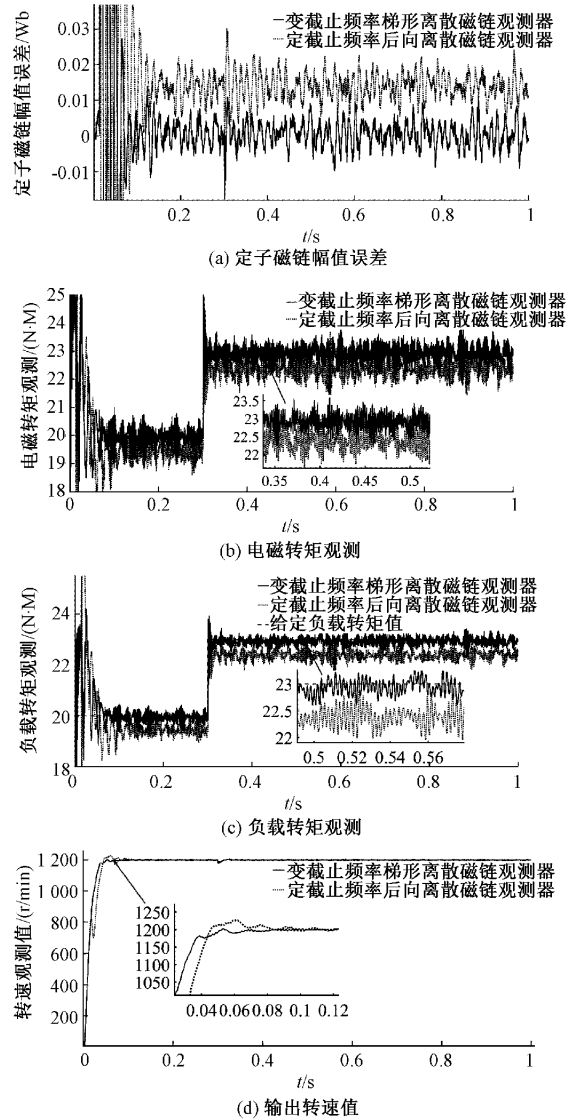 定子磁链幅值误差/Wb
0.03
0.02
0.01
0
-0.01
变截止频率梯形离散磁链观测器
定截止频率后向离散磁链观测器
0.2 0.4 0.6 0.8 1
t/s
(a) 定子磁链幅值误差
电磁转矩观测/(N·M)
25
24
23
22
21
20
19
18
变截止频率梯形离散磁链观测器
定截止频率后向离散磁链观测器
23.5
23
22.5
22
0.35 0.4 0.45 0.5
0 0.2 0.4 0.6 0.8 1
t/s
(b) 电磁转矩观测
负载转矩观测/(N·M)
24
22
20
18
变截止频率梯形离散磁链观测器
定截止频率后向离散磁链观测器
给定负载转矩值
23
22.5
22
0.5 0.52 0.54 0.56
0 0.2 0.4 0.6 0.8 1
t/s
(c) 负载转矩观测
转速观测值/(r/min)
1 200
1 000
800
600
400
200
变截止频率梯形离散磁链观测器
定截止频率后向离散磁链观测器
1250
1200
1150
1100
1050
0.04 0.06 0.08 0.1 0.12
0 0.2 0.4 0.6 0.8 1
t/s
(d) 输出转速值